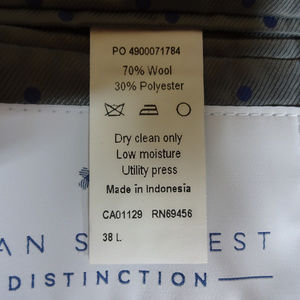 PO 4900071784
70% Wool
30% Polyester
Dry clean only
Low moisture
Utility press
Made in Indonesia
CA01129 RN69456
38 L
DISTINCTION